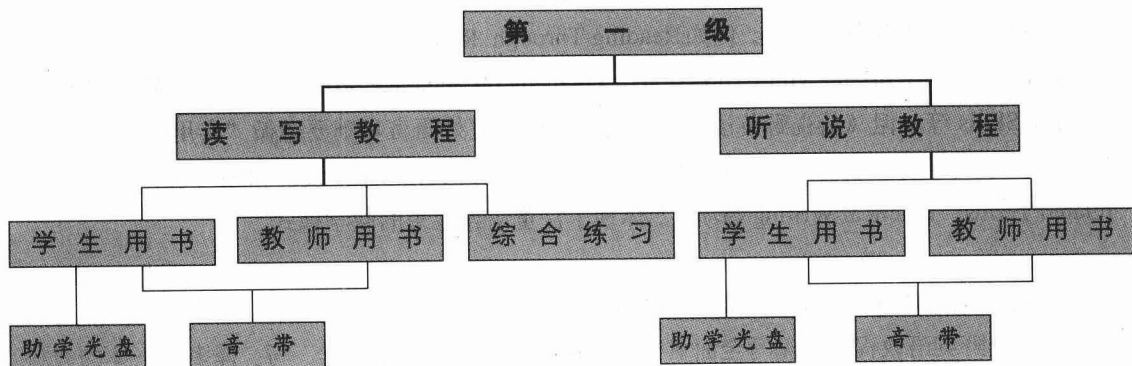 第一级
读写教程
听说教程
学生用书
教师用书
综合练习
学生用书
教师用书
助学光盘
音带
助学光盘
音带